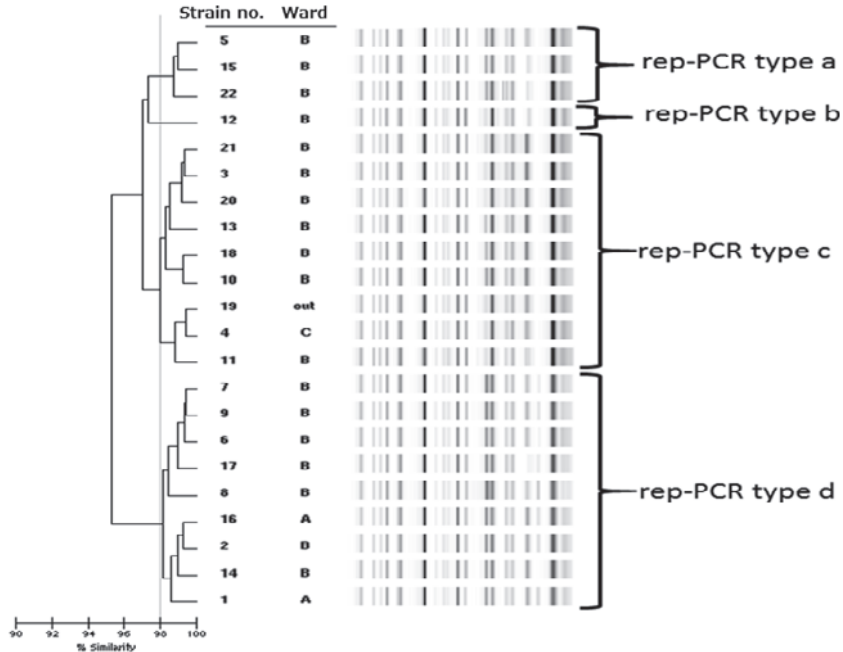 Strain no. Ward
5 B
15 B
rep-PCR type a
22 B
12 B
rep-PCR type b
21 B
3 B
20 B
13 B
18 D
rep-PCR type c
10 B
19 out
4 C
11 B
7 B
9 B
6 B
17 B
8 B
rep-PCR type d
16 A
2 D
14 B
1 A
90 92 94 96 98 100
% Similarity